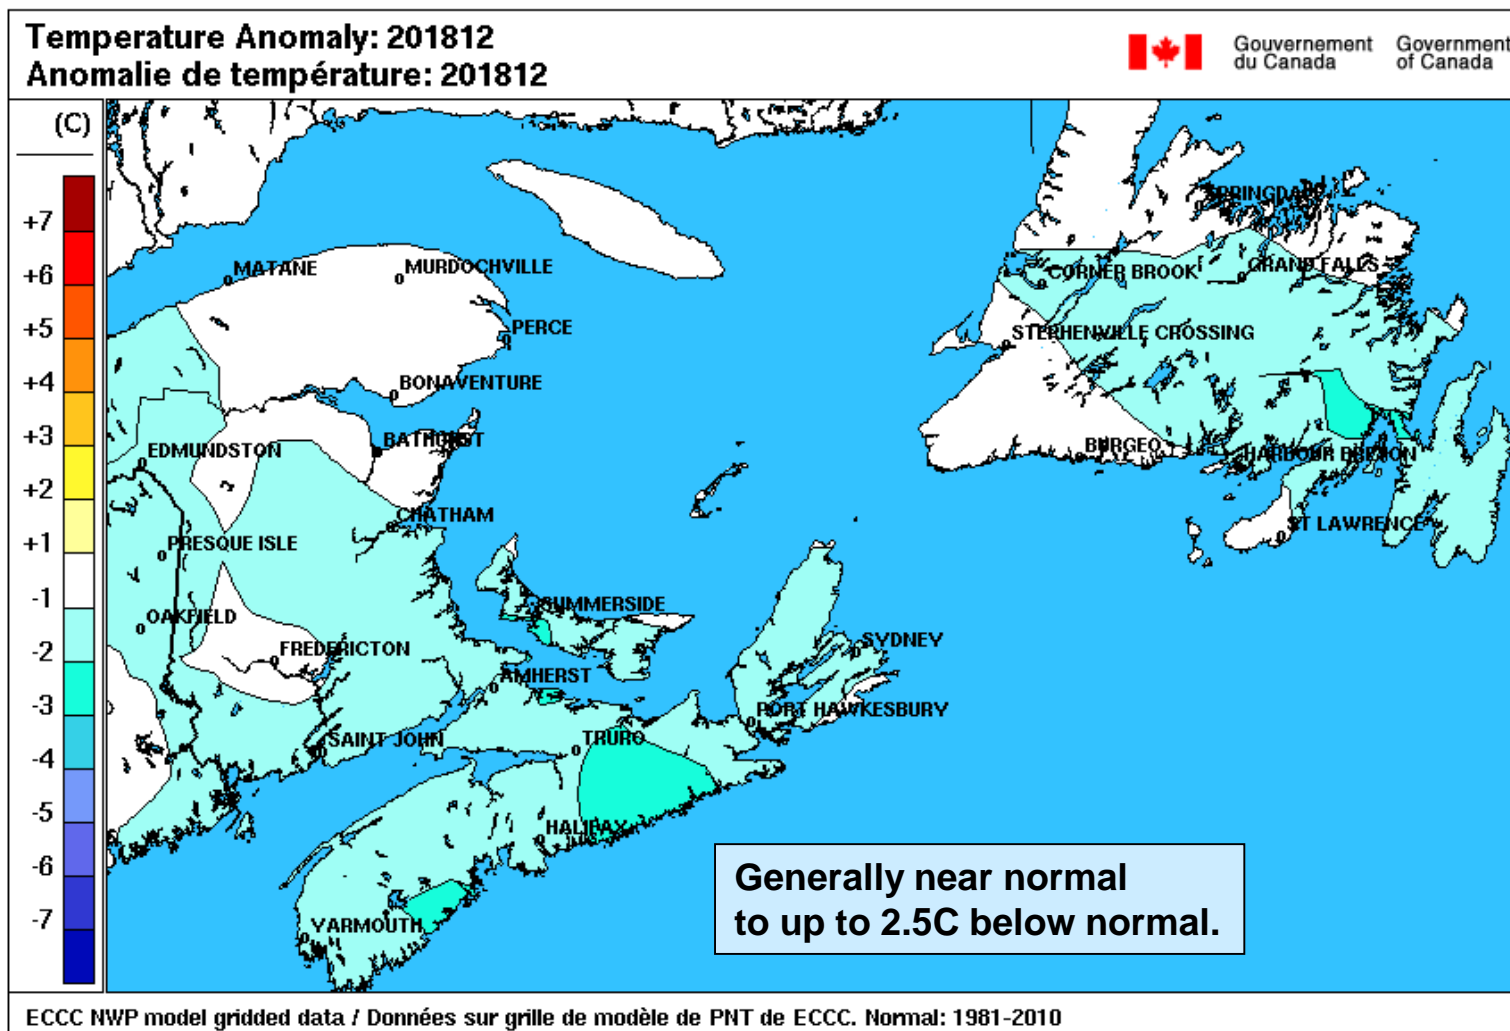 Temperature Anomaly: 201812
Anomalie de température: 201812
Gouvernement du Canada
Government of Canada
(C)
+7
+6
+5
+4
+3
+2
+1
-1
-2
-3
-4
-5
-6
-7
SPRINGDALE
MATANE
MURDOCHVILLE
CORNER BROOK
GRAND FALLS
PERCE
STEPHENVILLE CROSSING
BONAVENTURE
BATHURST
EDMUNDSTON
BURGEO
HARBOUR BRETON
CHATHAM
ST LAWRENCE
PRESQUE ISLE
SUMMERSIDE
OAKFIELD
FREDERICTON
SYDNEY
AMHERST
PORT HAWKESBURY
SAINT JOHN
TRURO
HALIFAX
YARMOUTH
Generally near normal
to up to 2.5C below normal.
ECCC NWP model gridded data / Données sur grille de modèle de PNT de ECCC. Normal: 1981-2010